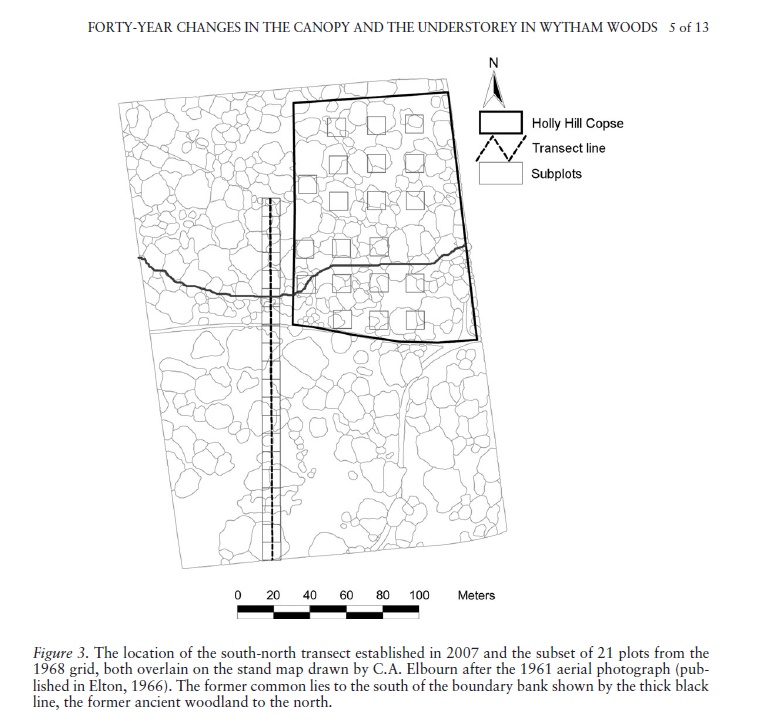 FORTY-YEAR CHANGES IN THE CANOPY AND THE UNDERSTOREY IN WYTHAM WOODS 5 of 13
N
Holly Hill Copse
Transect line
Subplots
0 20 40 60 80 100 Meters
Figure 3. The location of the south-north transect established in 2007 and the subset of 21 plots from the
1968 grid, both overlain on the stand map drawn by C.A. Elbourn after the 1961 aerial photograph (pub-
lished in Elton, 1966). The former common lies to the south of the boundary bank shown by the thick black
line, the former ancient woodland to the north.